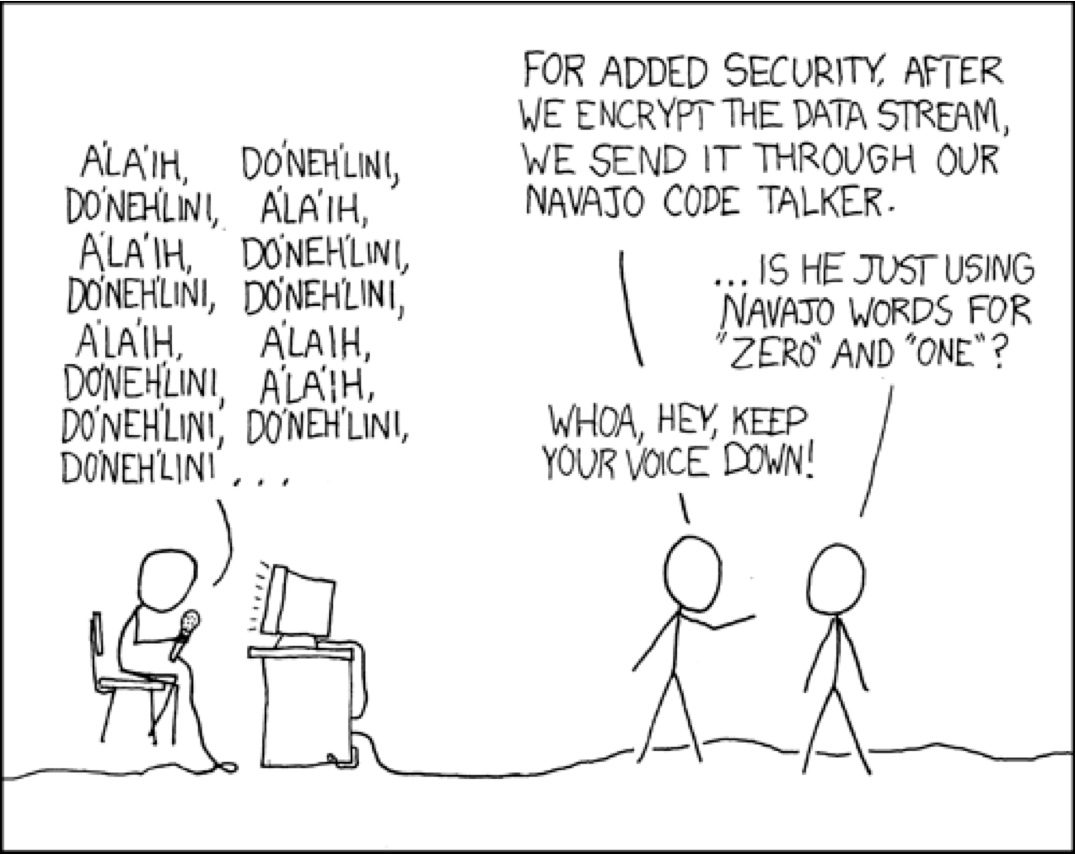 A'LA'IH, DO'NEH'LINI,
DO'NEH'LINI, A'LA'IH,
A'LA'IH, DO'NEH'LINI,
DO'NEH'LINI, DO'NEH'LINI,
A'LA'IH, A'LA'IH,
DO'NEH'LINI, A'LA'IH,
DO'NEH'LINI, DO'NEH'LINI,
DO'NEH'LINI . . .
FOR ADDED SECURITY, AFTER
WE ENCRYPT THE DATA STREAM,
WE SEND IT THROUGH OUR
NAVAJO CODE TALKER.
... IS HE JUST USING
NAVAJO WORDS FOR
"ZERO" AND "ONE"?
WHOA, HEY, KEEP
YOUR VOICE DOWN!